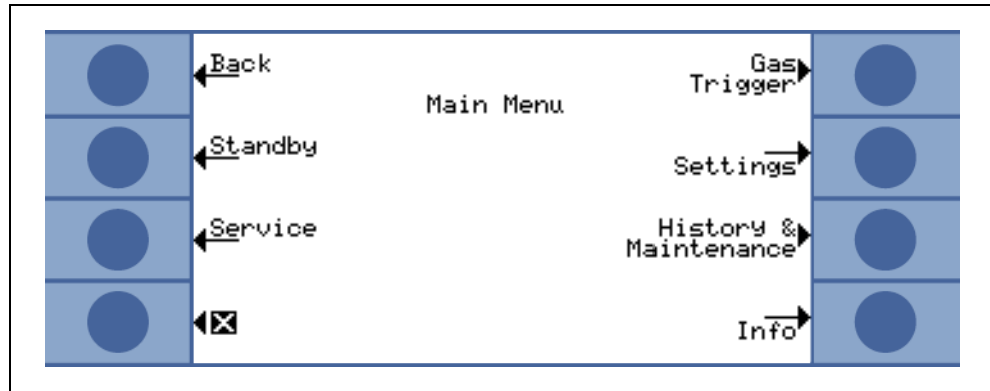 Back
Gas
Trigger
Main Menu
Standby
Settings
Service
History &
Maintenance
Info